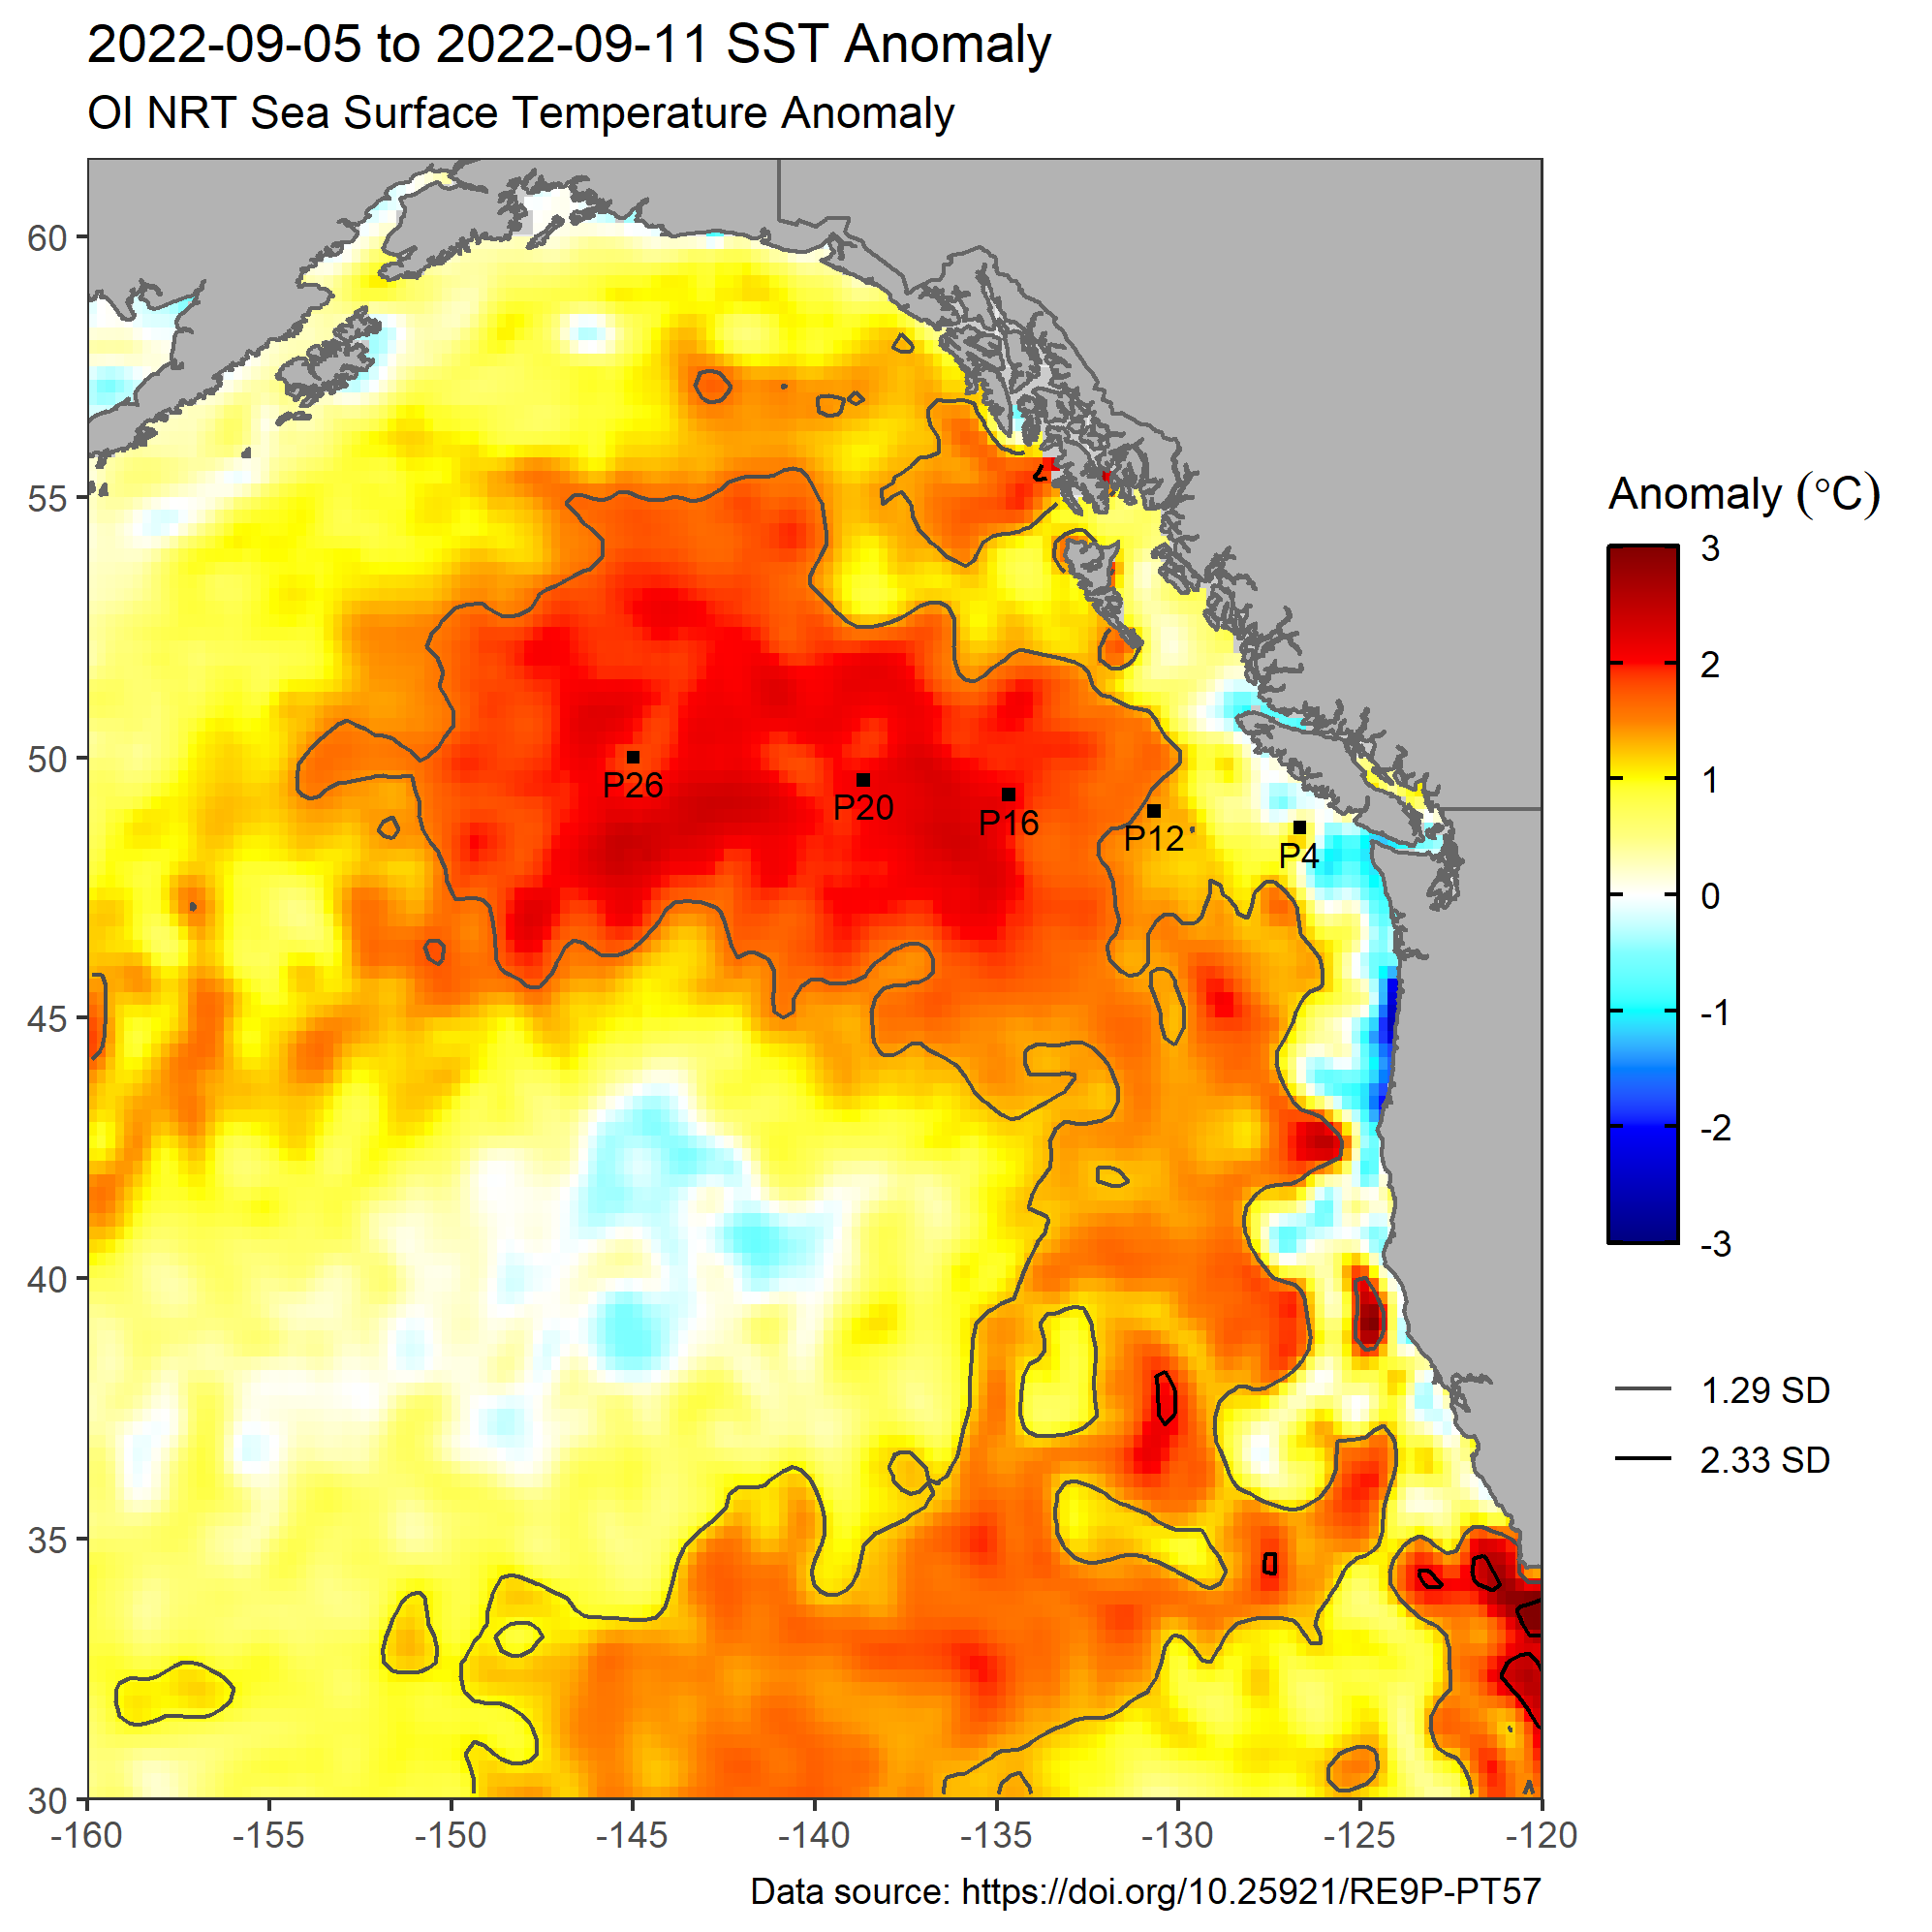 2022-09-05 to 2022-09-11 SST Anomaly
OI NRT Sea Surface Temperature Anomaly
60
55
50
45
40
35
30
-160
-155
-150
-145
-140
-135
-130
-125
-120
P26
P20
P16
P12
P4
Anomaly (°C)
3
2
1
0
-1
-2
-3
1.29 SD
2.33 SD
Data source: https://doi.org/10.25921/RE9P-PT57